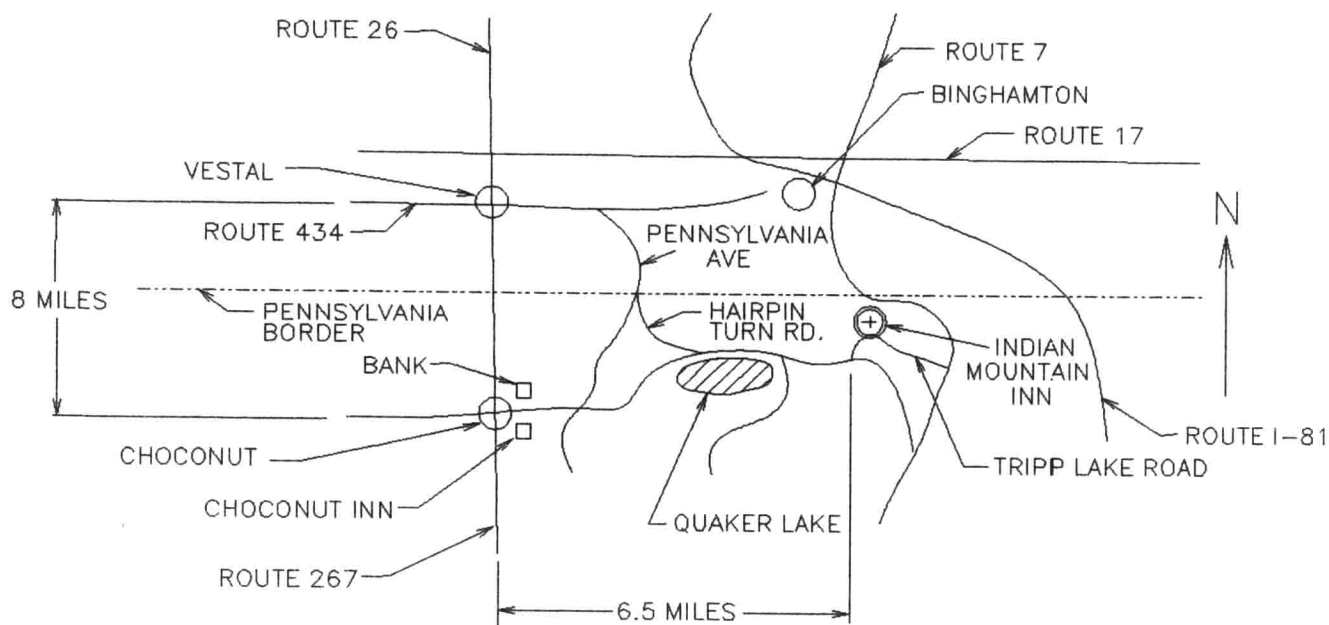 ROUTE 26
ROUTE 7
BINGHAMTON
ROUTE 17
VESTAL
ROUTE 434
PENNSYLVANIA
AVE
N
8 MILES
PENNSYLVANIA
BORDER
HAIRPIN
TURN RD.
INDIAN
MOUNTAIN
INN
BANK
CHOCONUT
ROUTE I-81
TRIPP LAKE ROAD
CHOCONUT INN
QUAKER LAKE
ROUTE 267
6.5 MILES